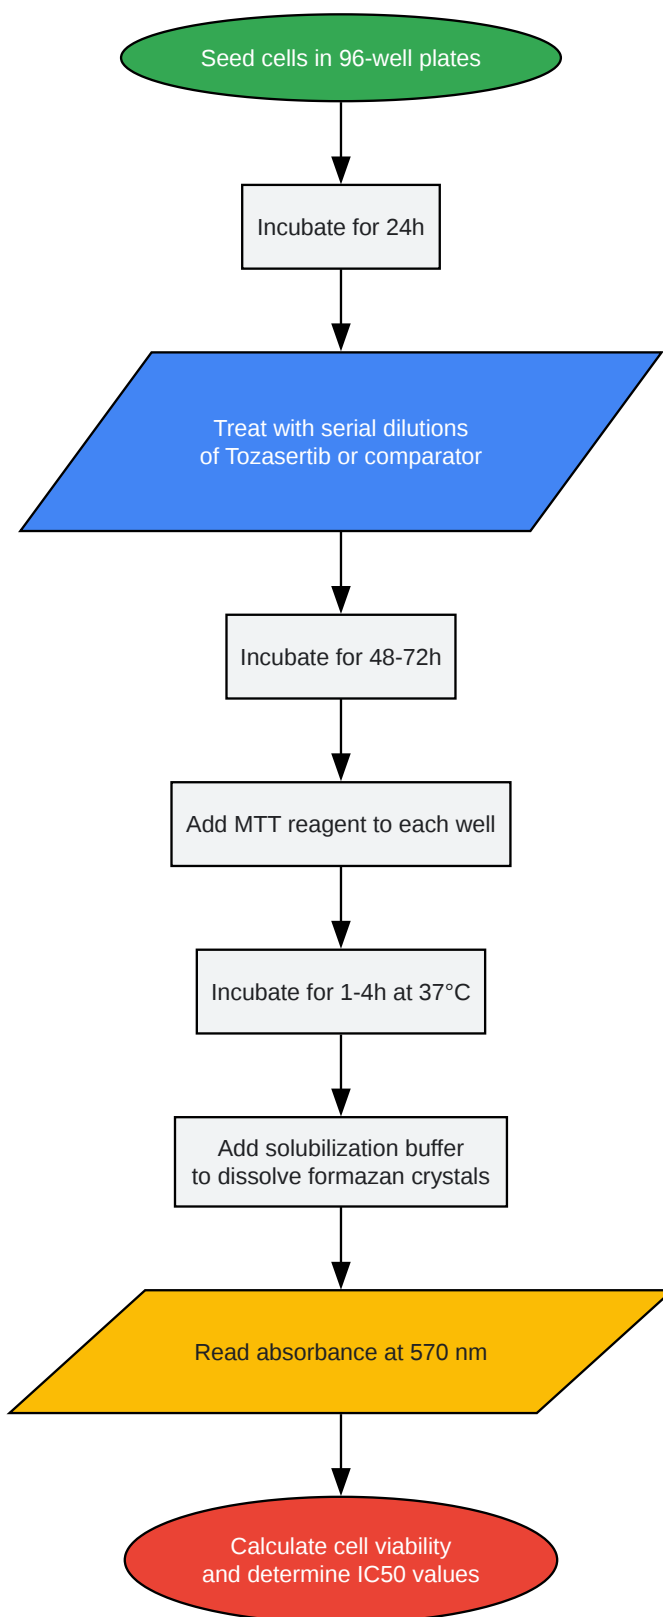 Seed cells in 96-well plates
Incubate for 24h
Treat with serial dilutions
of Tozasertib or comparator
Incubate for 48-72h
Add MTT reagent to each well
Incubate for 1-4h at 37°C
Add solubilization buffer
to dissolve formazan crystals
Read absorbance at 570 nm
Calculate cell viability
and determine IC50 values